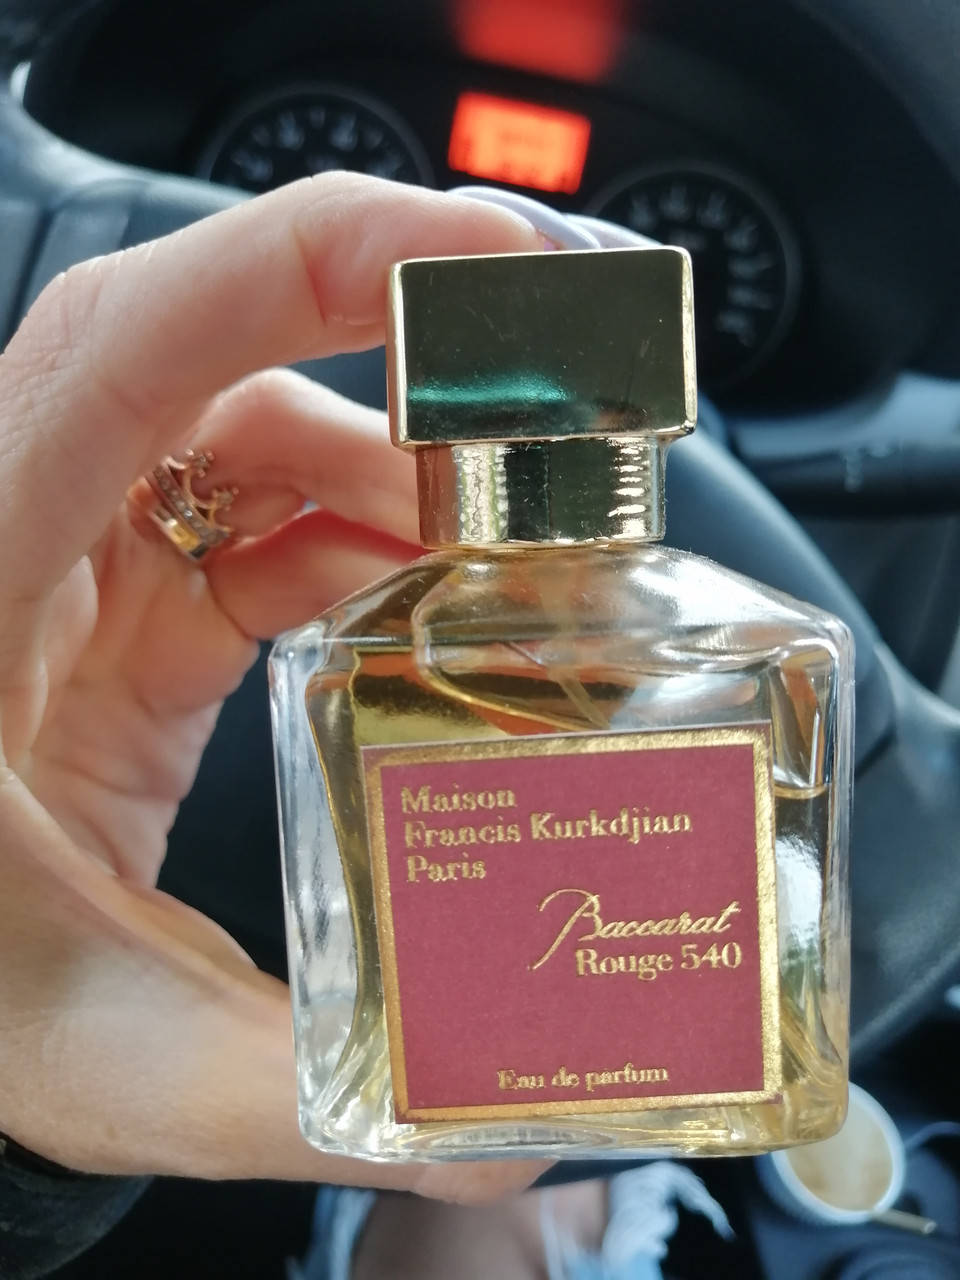 Maison
Francis Kurkdjian
Paris
Baccarat
Rouge 540
Eau de parfum